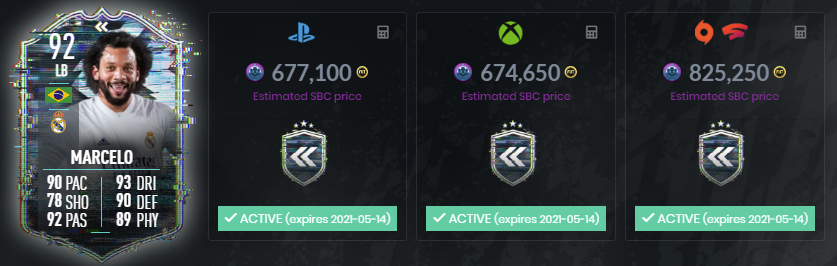 92
LB
MARCELO
90 PAC 93 DRI
78 SHO 90 DEF
92 PAS 89 PHY
677,100
Estimated SBC price
ACTIVE (expires 2021-05-14)
674,650
Estimated SBC price
ACTIVE (expires 2021-05-14)
825,250
Estimated SBC price
ACTIVE (expires 2021-05-14)